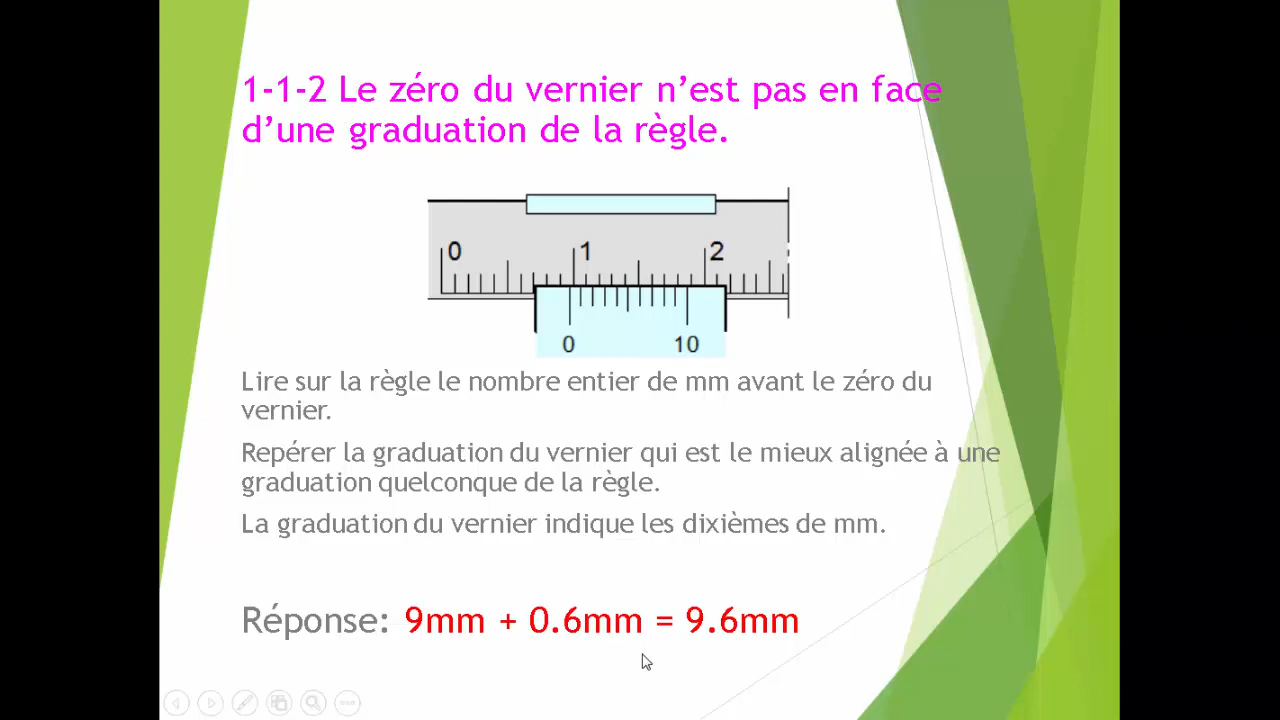 1-1-2 Le zéro du vernier n’est pas en face
d’une graduation de la règle.
0 1 2
0 10
Lire sur la règle le nombre entier de mm avant le zéro du
vernier.
Repérer la graduation du vernier qui est le mieux alignée à une
graduation quelconque de la règle.
La graduation du vernier indique les dixièmes de mm.
Réponse: 9mm + 0.6mm = 9.6mm